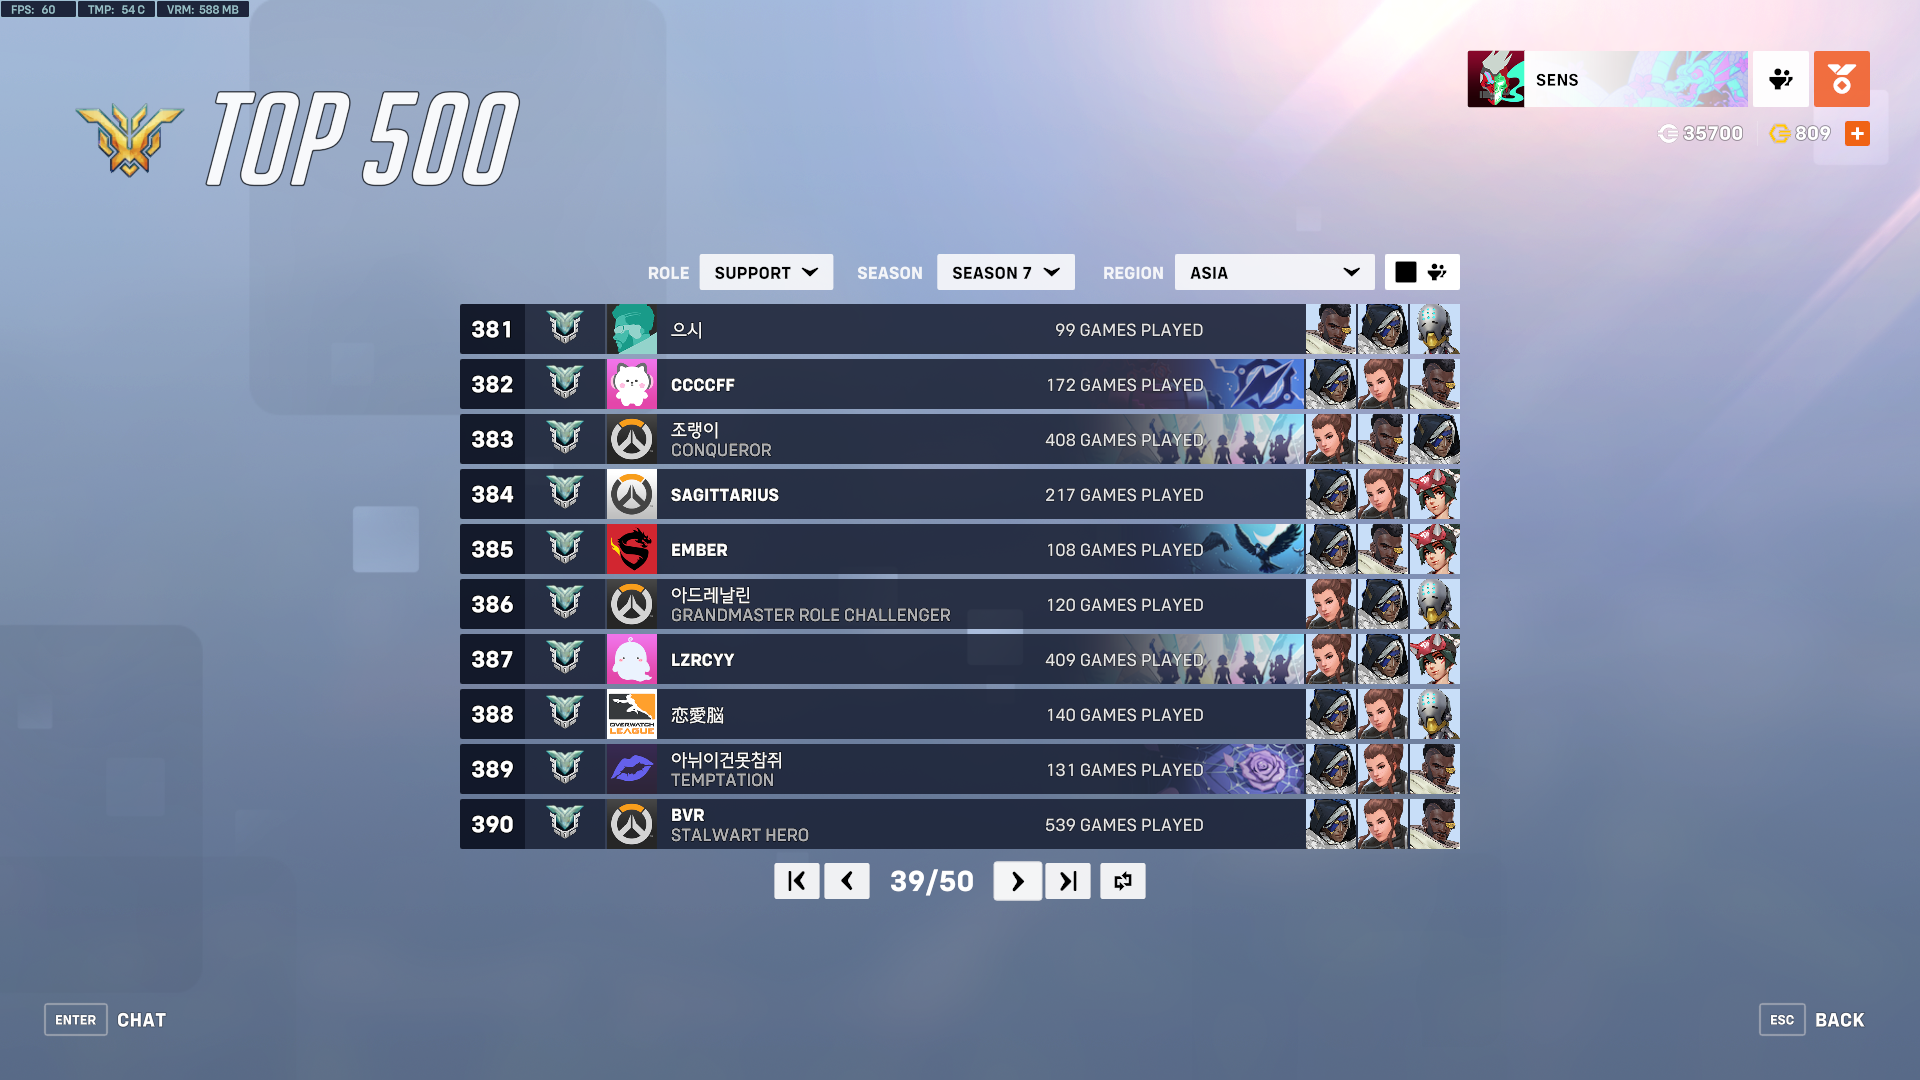 FPS: 60 TMP: 54 C VRM: 588 MB
TOP 500
SENS
35700 809
ROLE SUPPORT SEASON SEASON 7 REGION ASIA
381 으시 99 GAMES PLAYED
382 CCCCFF 172 GAMES PLAYED
383 조랭이 408 GAMES PLAYED
CONQUEROR
384 SAGITTARIUS 217 GAMES PLAYED
385 EMBER 108 GAMES PLAYED
386 아드레날린 120 GAMES PLAYED
GRANDMASTER ROLE CHALLENGER
387 LZRCYY 409 GAMES PLAYED
OVERWATCH
LEAGUE
388 恋愛脳 140 GAMES PLAYED
389 아뉘이건못참쥐 131 GAMES PLAYED
TEMPTATION
390 BVR 539 GAMES PLAYED
STALWART HERO
39/50
ENTER CHAT
ESC BACK